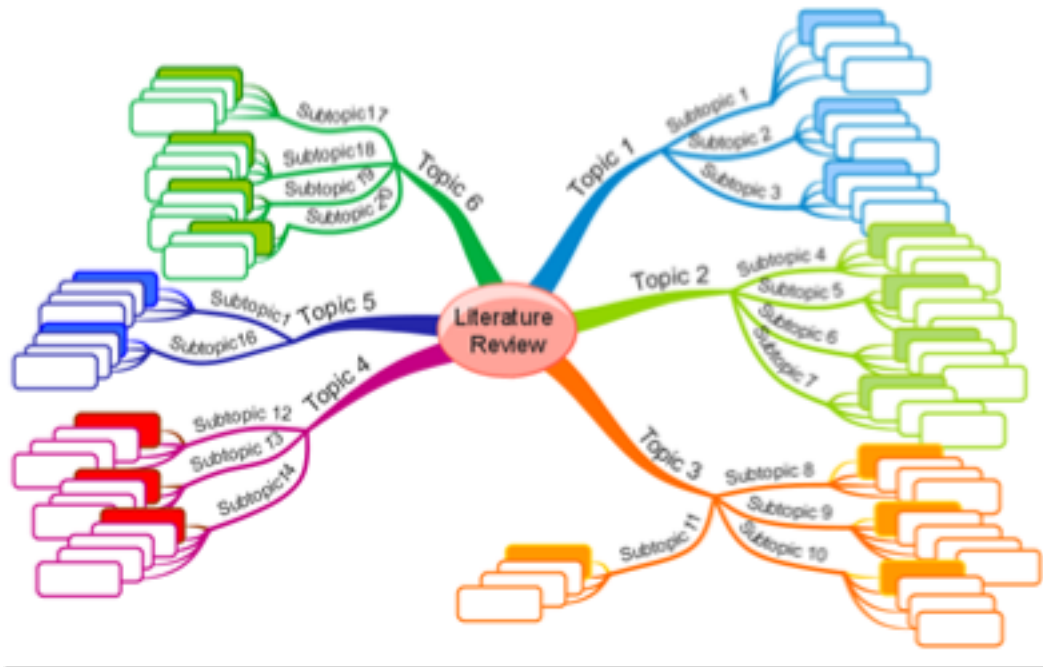 Literature
Review
Topic 1
Subtopic 1
Subtopic 2
Subtopic 3
Topic 2
Subtopic 4
Subtopic 5
Subtopic 6
Subtopic 7
Topic 3
Subtopic 8
Subtopic 9
Subtopic 10
Subtopic 11
Topic 4
Subtopic 12
Subtopic 13
Subtopic14
Topic 5
Subtopic1
Subtopic16
Topic 6
Subtopic17
Subtopic18
Subtopic 19
Subtopic 20